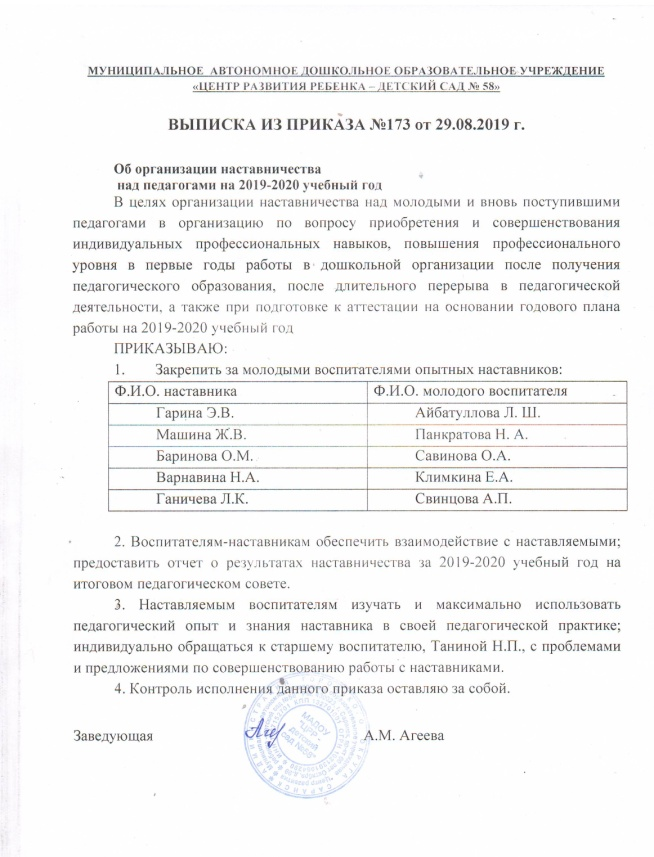 МУНИЦИПАЛЬНОЕ АВТОНОМНОЕ ДОШКОЛЬНОЕ ОБРАЗОВАТЕЛЬНОЕ УЧРЕЖДЕНИЕ
«ЦЕНТР РАЗВИТИЯ РЕБЕНКА – ДЕТСКИЙ САД № 58»
ВЫПИСКА ИЗ ПРИКАЗА №173 от 29.08.2019 г.
Об организации наставничества
над педагогами на 2019-2020 учебный год
В целях организации наставничества над молодыми и вновь поступившими
педагогами в организацию по вопросу приобретения и совершенствования
индивидуальных профессиональных навыков, повышения профессионального
уровня в первые годы работы в дошкольной организации после получения
педагогического образования, после длительного перерыва в педагогической
деятельности, а также при подготовке к аттестации на основании годового плана
работы на 2019-2020 учебный год
ПРИКАЗЫВАЮ:
1. Закрепить за молодыми воспитателями опытных наставников:
Ф.И.О. наставника Ф.И.О. молодого воспитателя
Гарина Э.В. Айбатуллова Л. Ш.
Машина Ж.В. Панкратова Н. А.
Баринова О.М. Савинова О.А.
Варнавина Н.А. Климкина Е.А.
Ганичева Л.К. Свинцова А.П.
2. Воспитателям-наставникам обеспечить взаимодействие с наставляемыми;
предоставить отчет о результатах наставничества за 2019-2020 учебный год на
итоговом педагогическом совете.
3. Наставляемым воспитателям изучать и максимально использовать
педагогический опыт и знания наставника в своей педагогической практике;
индивидуально обращаться к старшему воспитателю, Таниной Н.П., с проблемами
и предложениями по совершенствованию работы с наставниками.
4. Контроль исполнения данного приказа оставляю за собой.
Заведующая А.М. Агеева
МАДОУ
"ЦРР -
детский
сад №58"